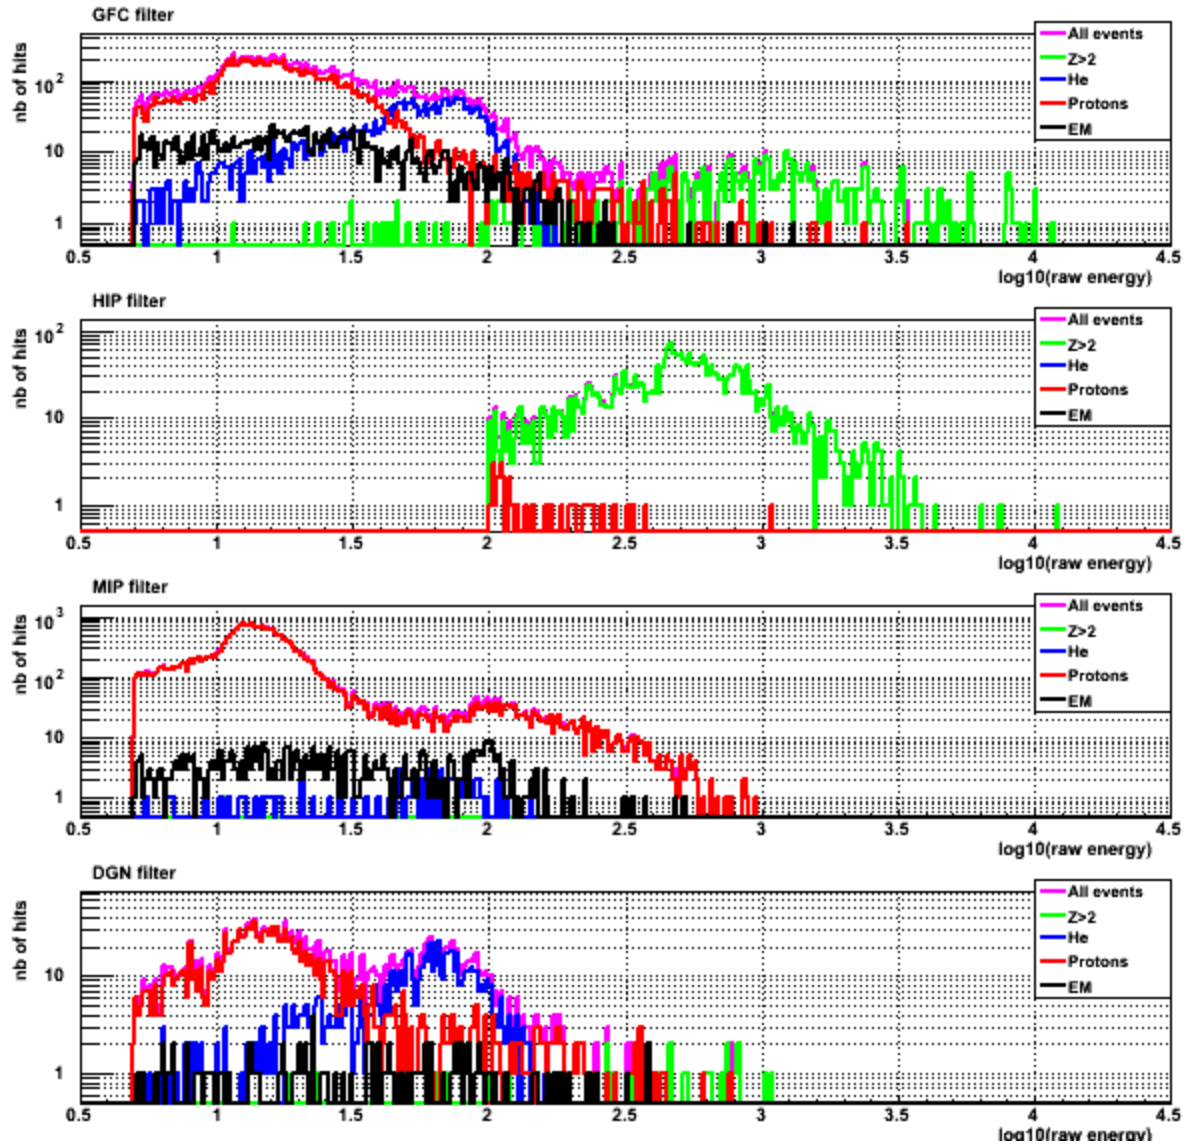 GFC filter
nb of hits
10²
10
1
All events
Z>2
He
Protons
EM
0.5 1 1.5 2 2.5 3 3.5 4 4.5
log10(raw energy)
HIP filter
nb of hits
10²
10
1
All events
Z>2
He
Protons
EM
0.5 1 1.5 2 2.5 3 3.5 4 4.5
log10(raw energy)
MIP filter
nb of hits
10³
10²
10
1
All events
Z>2
He
Protons
EM
0.5 1 1.5 2 2.5 3 3.5 4 4.5
log10(raw energy)
DGN filter
nb of hits
10
1
All events
Z>2
He
Protons
EM
0.5 1 1.5 2 2.5 3 3.5 4 4.5
log10(raw energy)